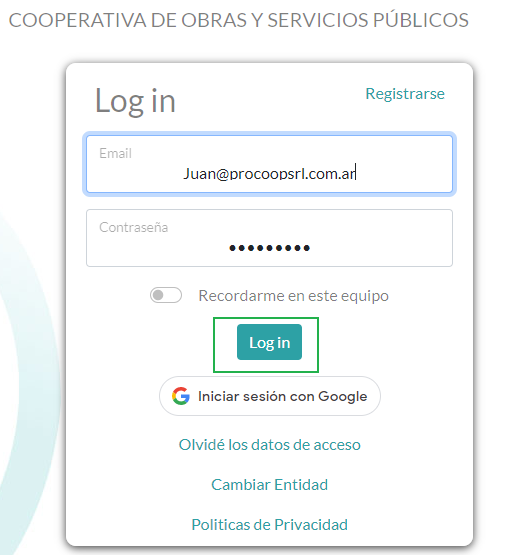 COOPERATIVA DE OBRAS Y SERVICIOS PÚBLICOS
Log in
Registrarse
Email
Juan@procoopsrl.com.ar
Contraseña
•••••••••
Recordarme en este equipo
Log in
Iniciar sesión con Google
Olvidé los datos de acceso
Cambiar Entidad
Politicas de Privacidad